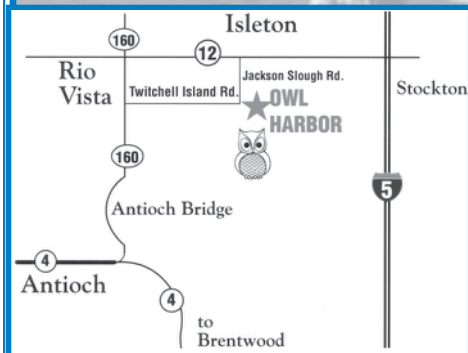 Isleton
160
12
Rio
Vista
Jackson Slough Rd.
Twitchell Island Rd.
OWL
HARBOR
Stockton
160
5
Antioch Bridge
4
Antioch
4
to
Brentwood